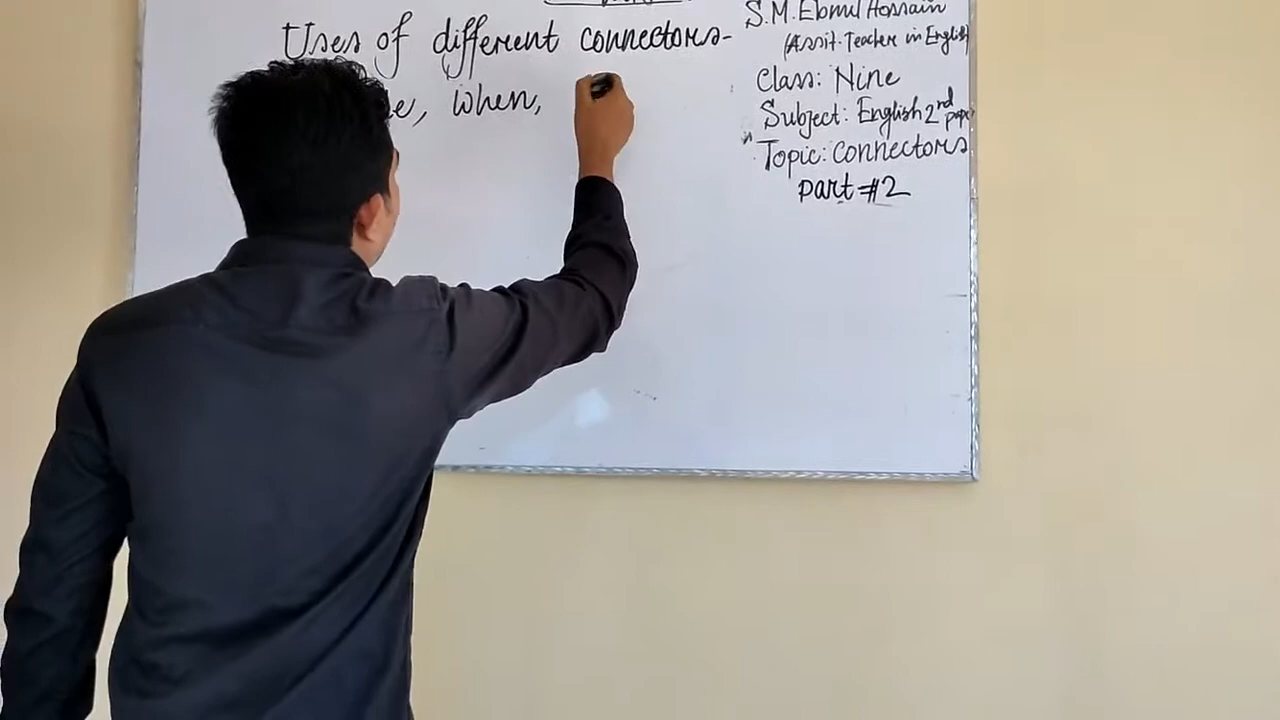 Uses of different connectors-
when,
S.M. Ebnul Hossain
(Assit. Teacher in English)
Class: Nine
Subject: English 2nd paper
Topic: Connectors
part #2